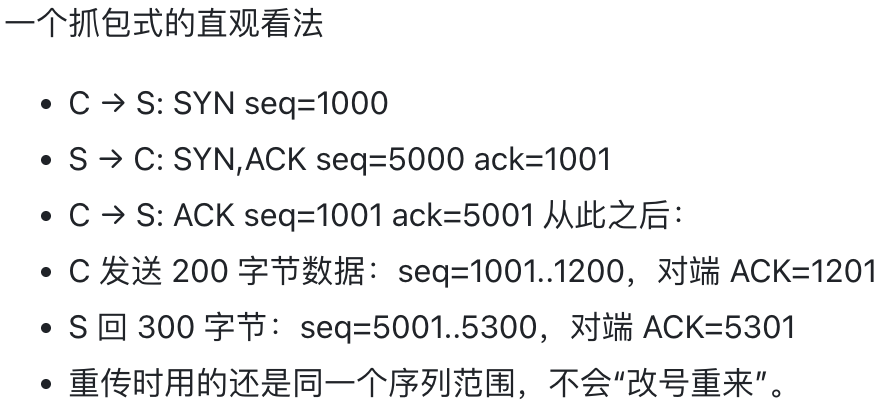 一个抓包式的直观看法
• C → S: SYN seq=1000
• S → C: SYN,ACK seq=5000 ack=1001
• C → S: ACK seq=1001 ack=5001 从此之后：
• C 发送 200 字节数据：seq=1001..1200，对端 ACK=1201
• S 回 300 字节：seq=5001..5300，对端 ACK=5301
• 重传时用的还是同一个序列范围，不会“改号重来”。